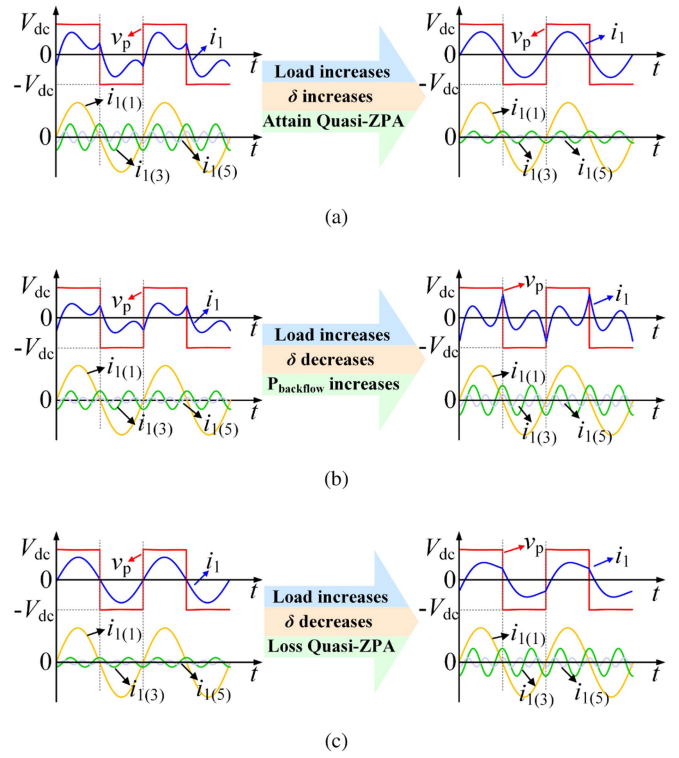 V_dc v_p i_1 V_dc v_p i_1
0 t Load increases 0 t
-V_dc i_1(1) δ increases -V_dc i_1(1)
0 t Attain Quasi-ZPA 0 t
i_1(3) i_1(5) i_1(3) i_1(5)
(a)
V_dc v_p i_1 V_dc v_p i_1
0 t Load increases 0 t
-V_dc i_1(1) δ decreases -V_dc i_1(1)
0 t P_backflow increases 0 t
i_1(3) i_1(5) i_1(3) i_1(5)
(b)
V_dc v_p i_1 V_dc v_p i_1
0 t Load increases 0 t
-V_dc i_1(1) δ decreases -V_dc i_1(1)
0 t Loss Quasi-ZPA 0 t
i_1(3) i_1(5) i_1(3) i_1(5)
(c)